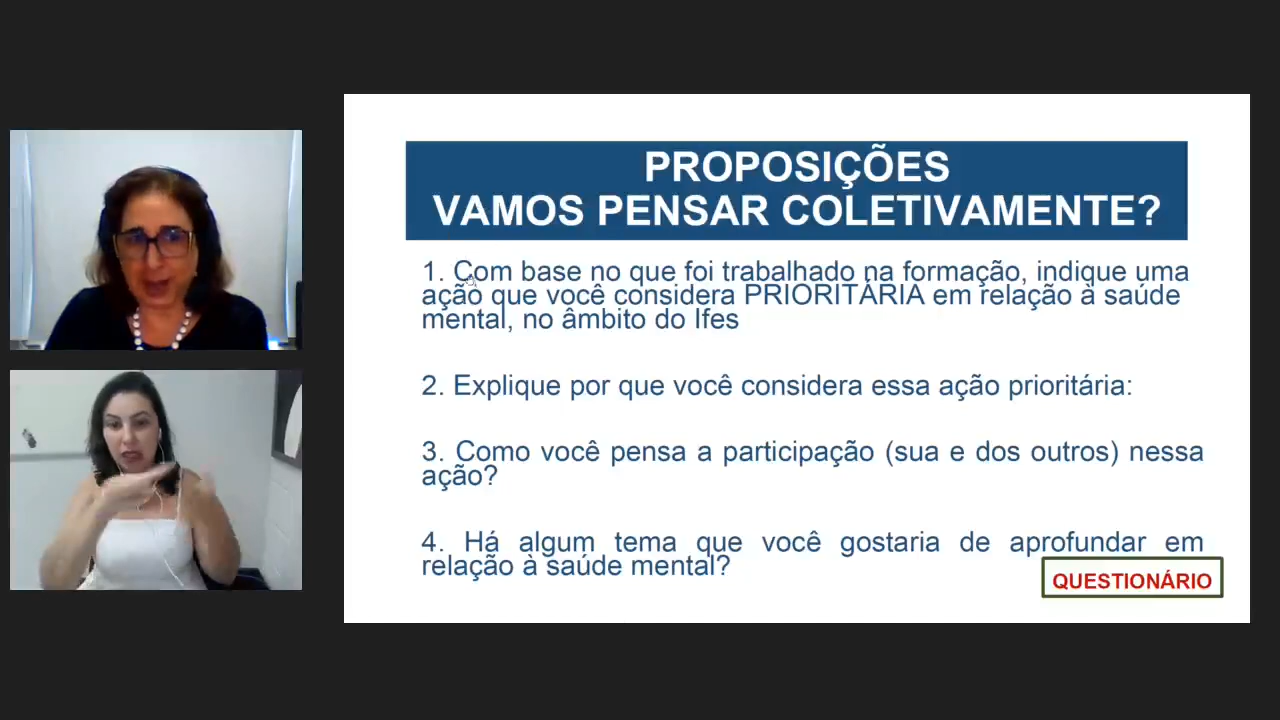 PROPOSIÇÕES
VAMOS PENSAR COLETIVAMENTE?
1. Com base no que foi trabalhado na formação, indique uma
ação que você considera PRIORITÁRIA em relação à saúde
mental, no âmbito do Ifes
2. Explique por que você considera essa ação prioritária:
3. Como você pensa a participação (sua e dos outros) nessa
ação?
4. Há algum tema que você gostaria de aprofundar em
relação à saúde mental?
QUESTIONÁRIO